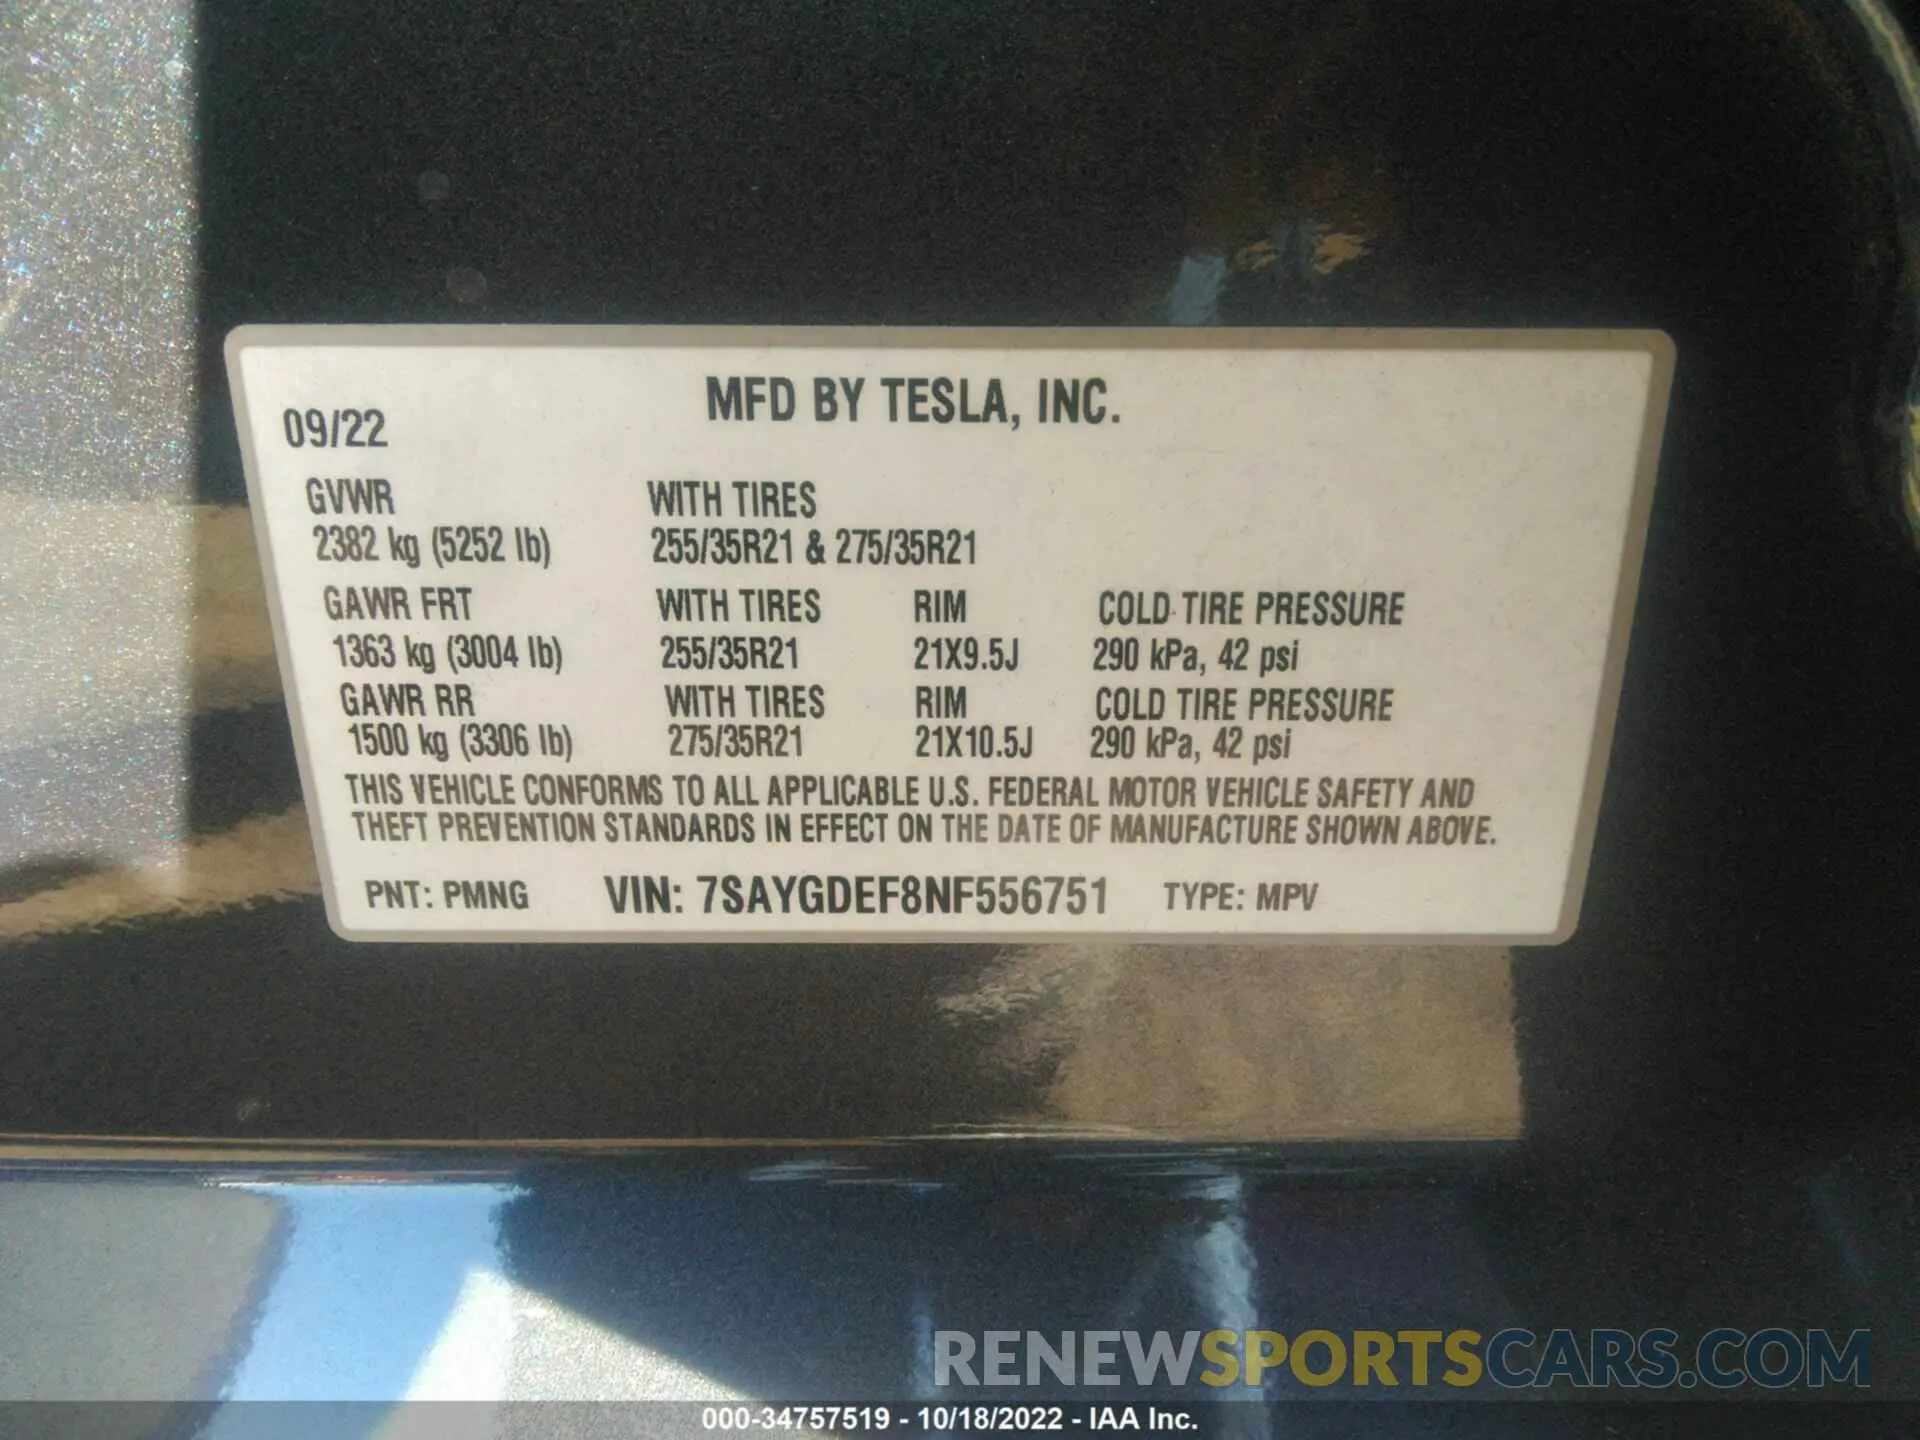 MFD BY TESLA, INC.
09/22
GVWR WITH TIRES
2382 kg (5252 lb) 255/35R21 & 275/35R21
GAWR FRT WITH TIRES RIM COLD TIRE PRESSURE
1363 kg (3004 lb) 255/35R21 21X9.5J 290 kPa, 42 psi
GAWR RR WITH TIRES RIM COLD TIRE PRESSURE
1500 kg (3306 lb) 275/35R21 21X10.5J 290 kPa, 42 psi
THIS VEHICLE CONFORMS TO ALL APPLICABLE U.S. FEDERAL MOTOR VEHICLE SAFETY AND
THEFT PREVENTION STANDARDS IN EFFECT ON THE DATE OF MANUFACTURE SHOWN ABOVE.
PNT: PMNG VIN: 7SAYGDEF8NF556751 TYPE: MPV
RENEWSPORTSCARS.COM
000-34757519 - 10/18/2022 - IAA Inc.